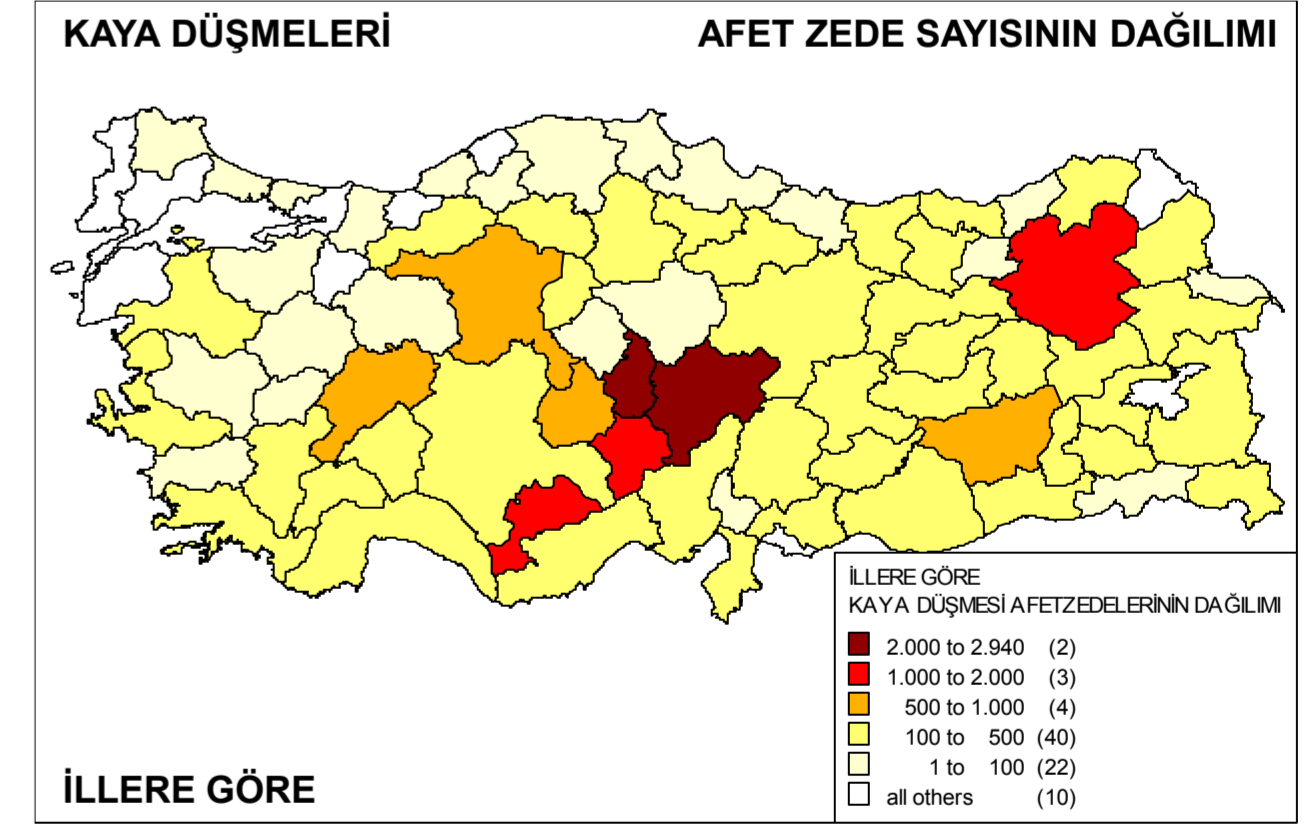 KAYA DÜŞMELERİ
AFET ZEDE SAYISININ DAĞILIMI
İLLERE GÖRE
KAYA DÜŞMESİ AFETZEDELERİNİN DAĞILIMI
2.000 to 2.940 (2)
1.000 to 2.000 (3)
500 to 1.000 (4)
100 to 500 (40)
1 to 100 (22)
all others (10)
İLLERE GÖRE